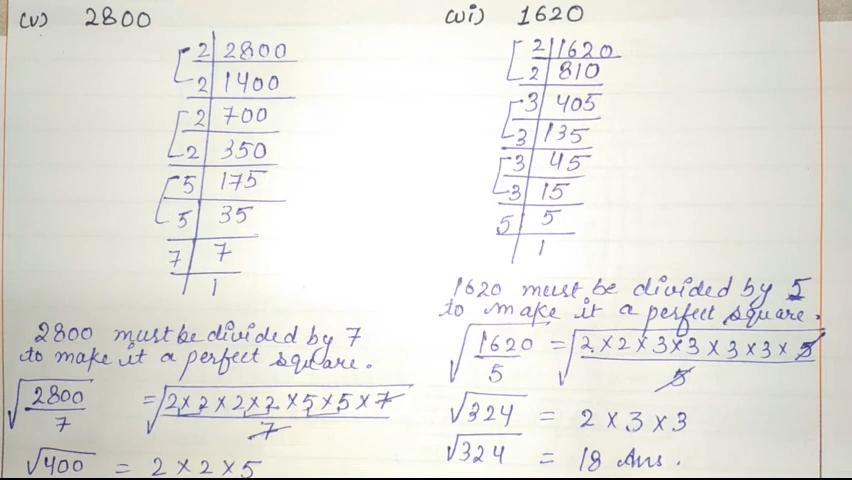 (v) 2800
2 | 2800
2 | 1400
2 | 700
2 | 350
5 | 175
5 | 35
7 | 7
1
2800 must be divided by 7
to make it a perfect square.
√2800/7 = √2×2×2×2×5×5×7/7
√400 = 2×2×5
(vi) 1620
2 | 1620
2 | 810
3 | 405
3 | 135
3 | 45
3 | 15
5 | 5
1
1620 must be divided by 5
to make it a perfect square.
√1620/5 = √2×2×3×3×3×3×5/5
√324 = 2×3×3
√324 = 18 Ans.